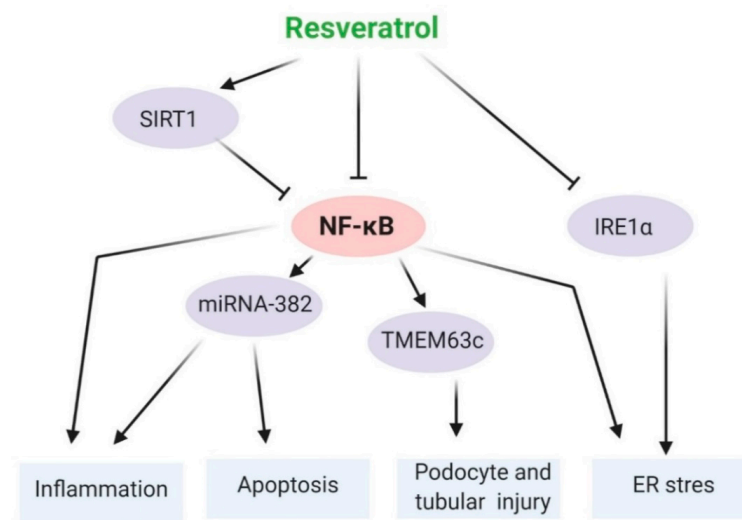 Resveratrol
SIRT1
NF-κB
IRE1α
miRNA-382
TMEM63c
Inflammation
Apoptosis
Podocyte and
tubular injury
ER stres